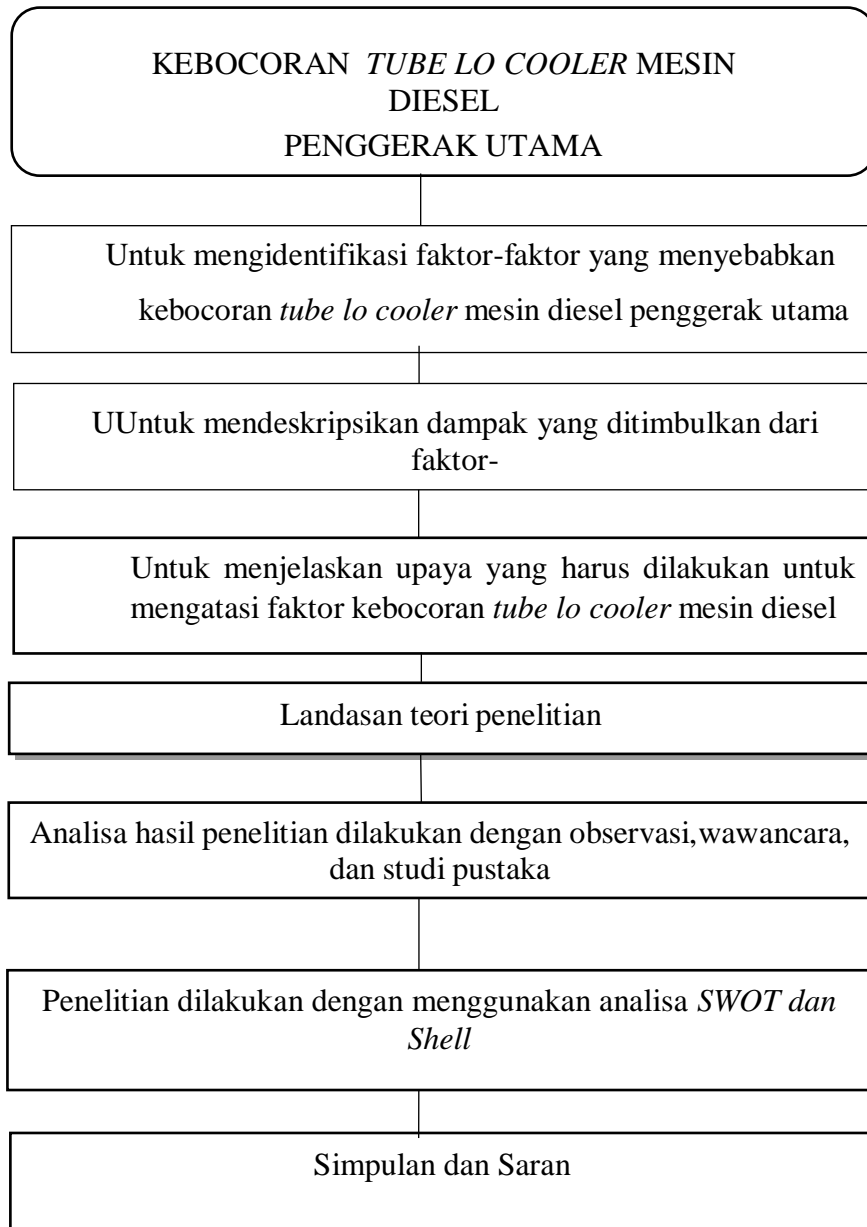 KEBOCORAN TUBE LO COOLER MESIN
DIESEL
PENGGERAK UTAMA
Untuk mengidentifikasi faktor-faktor yang menyebabkan
kebocoran tube lo cooler mesin diesel penggerak utama
UUntuk mendeskripsikan dampak yang ditimbulkan dari
faktor-
Untuk menjelaskan upaya yang harus dilakukan untuk
mengatasi faktor kebocoran tube lo cooler mesin diesel
Landasan teori penelitian
Analisa hasil penelitian dilakukan dengan observasi,wawancara,
dan studi pustaka
Penelitian dilakukan dengan menggunakan analisa SWOT dan
Shell
Simpulan dan Saran